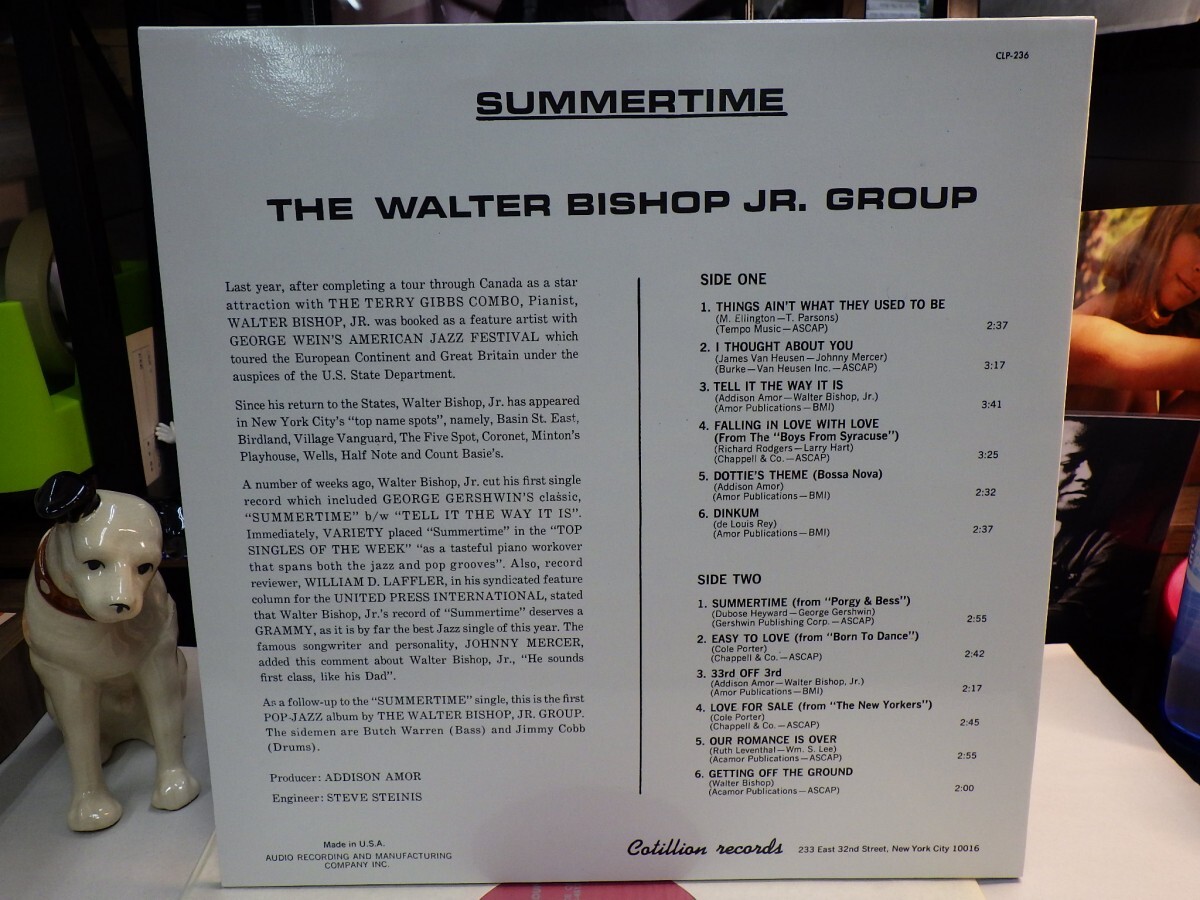 CLP-236
SUMMERTIME
THE WALTER BISHOP JR. GROUP
Last year, after completing a tour through Canada as a star
attraction with THE TERRY GIBBS COMBO, Pianist,
WALTER BISHOP, JR. was booked as a feature artist with
GEORGE WEIN'S AMERICAN JAZZ FESTIVAL which
toured the European Continent and Great Britain under the
auspices of the U.S. State Department.
Since his return to the States, Walter Bishop, Jr. has appeared
in New York City's "top name spots", namely, Basin St. East,
Birdland, Village Vanguard, The Five Spot, Coronet, Minton's
Playhouse, Wells, Half Note and Count Basie's.
A number of weeks ago, Walter Bishop, Jr. cut his first single
record which included GEORGE GERSHWIN'S classic,
"SUMMERTIME" b/w "TELL IT THE WAY IT IS".
Immediately, VARIETY placed "Summertime" in the "TOP
SINGLES OF THE WEEK" "as a tasteful piano workover
that spans both the jazz and pop grooves". Also, record
reviewer, WILLIAM D. LAFFLER, in his syndicated feature
column for the UNITED PRESS INTERNATIONAL, stated
that Walter Bishop, Jr.'s record of "Summertime" deserves a
GRAMMY, as it is by far the best Jazz single of this year. The
famous songwriter and personality, JOHNNY MERCER,
added this comment about Walter Bishop, Jr., "He sounds
first class, like his Dad".
As a follow-up to the "SUMMERTIME" single, this is the first
POP-JAZZ album by THE WALTER BISHOP, JR. GROUP.
The sidemen are Butch Warren (Bass) and Jimmy Cobb
(Drums).
Producer: ADDISON AMOR
Engineer: STEVE STEINIS
Made in U.S.A.
AUDIO RECORDING AND MANUFACTURING
COMPANY INC.
SIDE ONE
1. THINGS AIN'T WHAT THEY USED TO BE
(M. Ellington—T. Parsons)
(Tempo Music—ASCAP) 2:37
2. I THOUGHT ABOUT YOU
(James Van Heusen—Johnny Mercer)
(Burke—Van Heusen Inc.—ASCAP) 3:17
3. TELL IT THE WAY IT IS
(Addison Amor—Walter Bishop, Jr.)
(Amor Publications—BMI) 3:41
4. FALLING IN LOVE WITH LOVE
(From The "Boys From Syracuse")
(Richard Rodgers—Larry Hart)
(Chappell & Co.—ASCAP) 3:25
5. DOTTIE'S THEME (Bossa Nova)
(Addison Amor)
(Amor Publications—BMI) 2:32
6. DINKUM
(de Louis Rey)
(Amor Publications—BMI) 2:37
SIDE TWO
1. SUMMERTIME (from "Porgy & Bess")
(Dubose Heyward—George Gershwin)
(Gershwin Publishing Corp.—ASCAP) 2:55
2. EASY TO LOVE (from "Born To Dance")
(Cole Porter)
(Chappell & Co.—ASCAP) 2:42
3. 33rd OFF 3rd
(Addison Amor—Walter Bishop, Jr.)
(Amor Publications—BMI) 2:17
4. LOVE FOR SALE (from "The New Yorkers")
(Cole Porter)
(Chappell & Co.—ASCAP) 2:45
5. OUR ROMANCE IS OVER
(Ruth Leventhal—Wm. S. Lee)
(Acamor Publications—ASCAP) 2:55
6. GETTING OFF THE GROUND
(Walter Bishop)
(Acamor Publications—ASCAP) 2:00
Cotillion records 233 East 32nd Street, New York City 10016